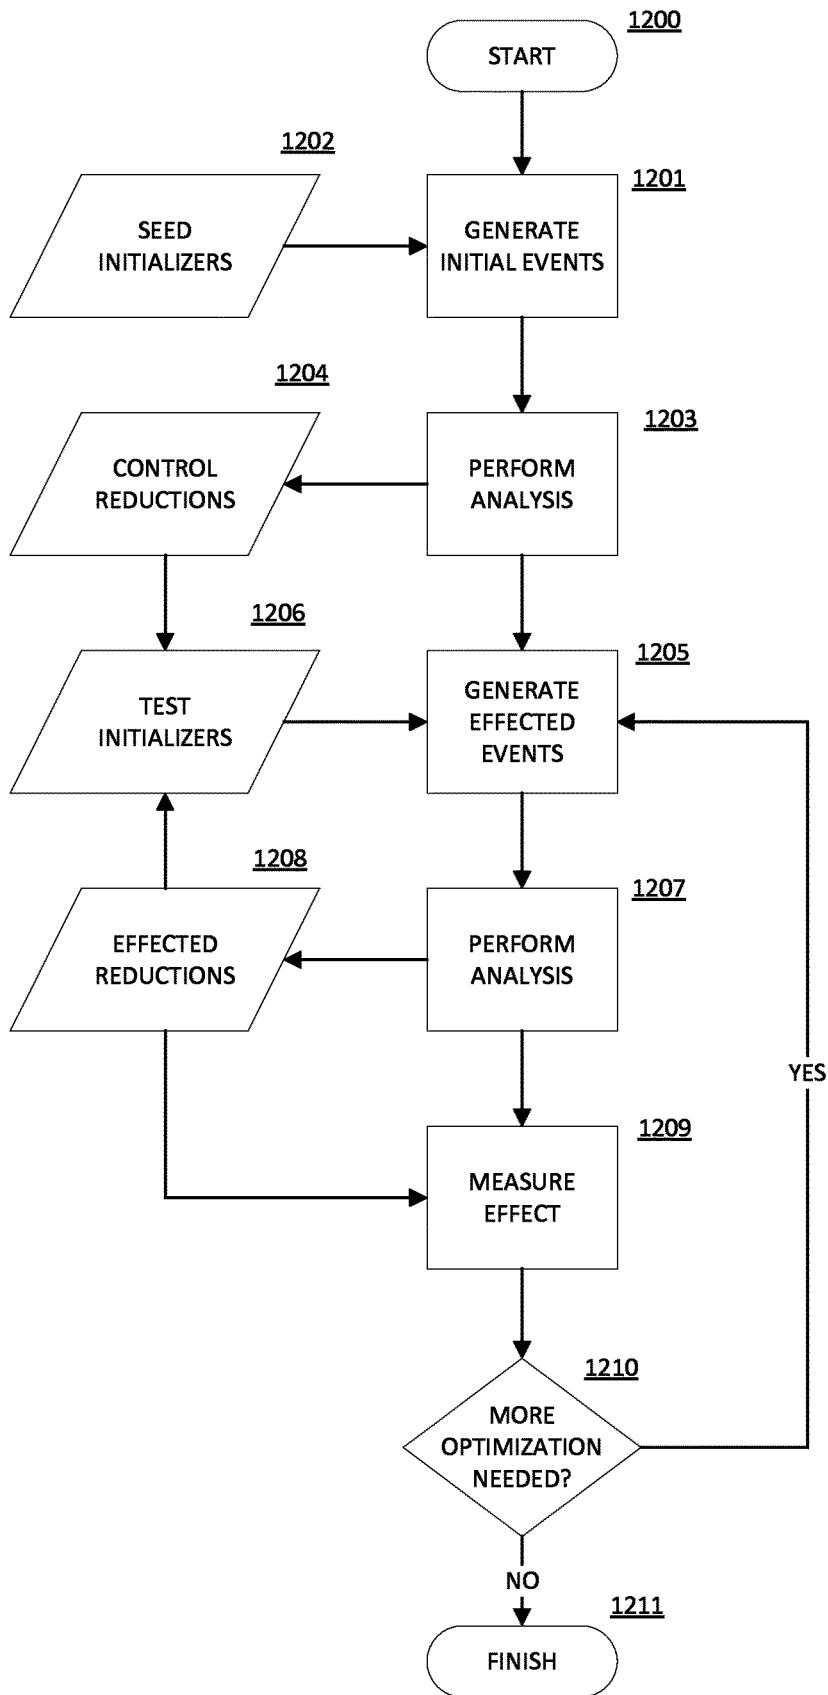 1200
START
1202
1201
SEED
INITIALIZERS
GENERATE
INITIAL EVENTS
1204
1203
CONTROL
REDUCTIONS
PERFORM
ANALYSIS
1206
1205
TEST
INITIALIZERS
GENERATE
EFFECTED
EVENTS
1208
1207
EFFECTED
REDUCTIONS
PERFORM
ANALYSIS
YES
1209
MEASURE
EFFECT
1210
MORE
OPTIMIZATION
NEEDED?
NO
1211
FINISH